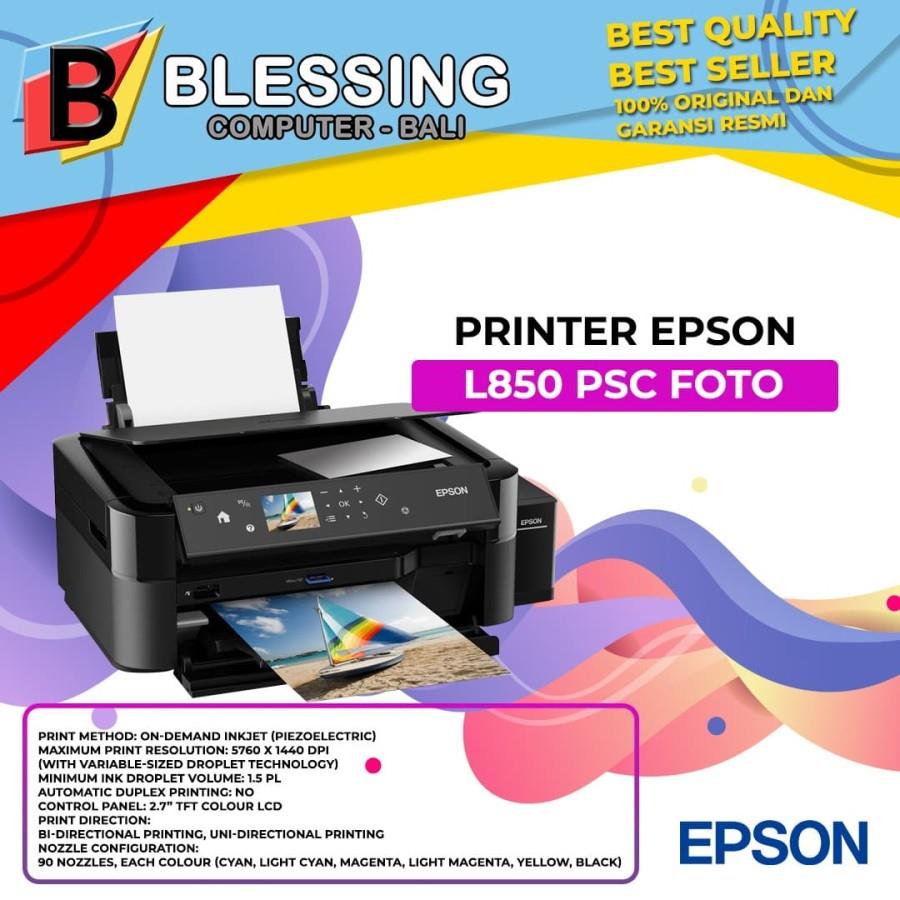 B
BLESSING
COMPUTER - BALI
BEST QUALITY
BEST SELLER
100% ORIGINAL DAN
GARANSI RESMI
PRINTER EPSON
L850 PSC FOTO
EPSON
OK
EPSON
PRINT METHOD: ON-DEMAND INKJET (PIEZOELECTRIC)
MAXIMUM PRINT RESOLUTION: 5760 X 1440 DPI
(WITH VARIABLE-SIZED DROPLET TECHNOLOGY)
MINIMUM INK DROPLET VOLUME: 1.5 PL
AUTOMATIC DUPLEX PRINTING: NO
CONTROL PANEL: 2.7” TFT COLOUR LCD
PRINT DIRECTION:
BI-DIRECTIONAL PRINTING, UNI-DIRECTIONAL PRINTING
NOZZLE CONFIGURATION:
90 NOZZLES, EACH COLOUR (CYAN, LIGHT CYAN, MAGENTA, LIGHT MAGENTA, YELLOW, BLACK)
EPSON